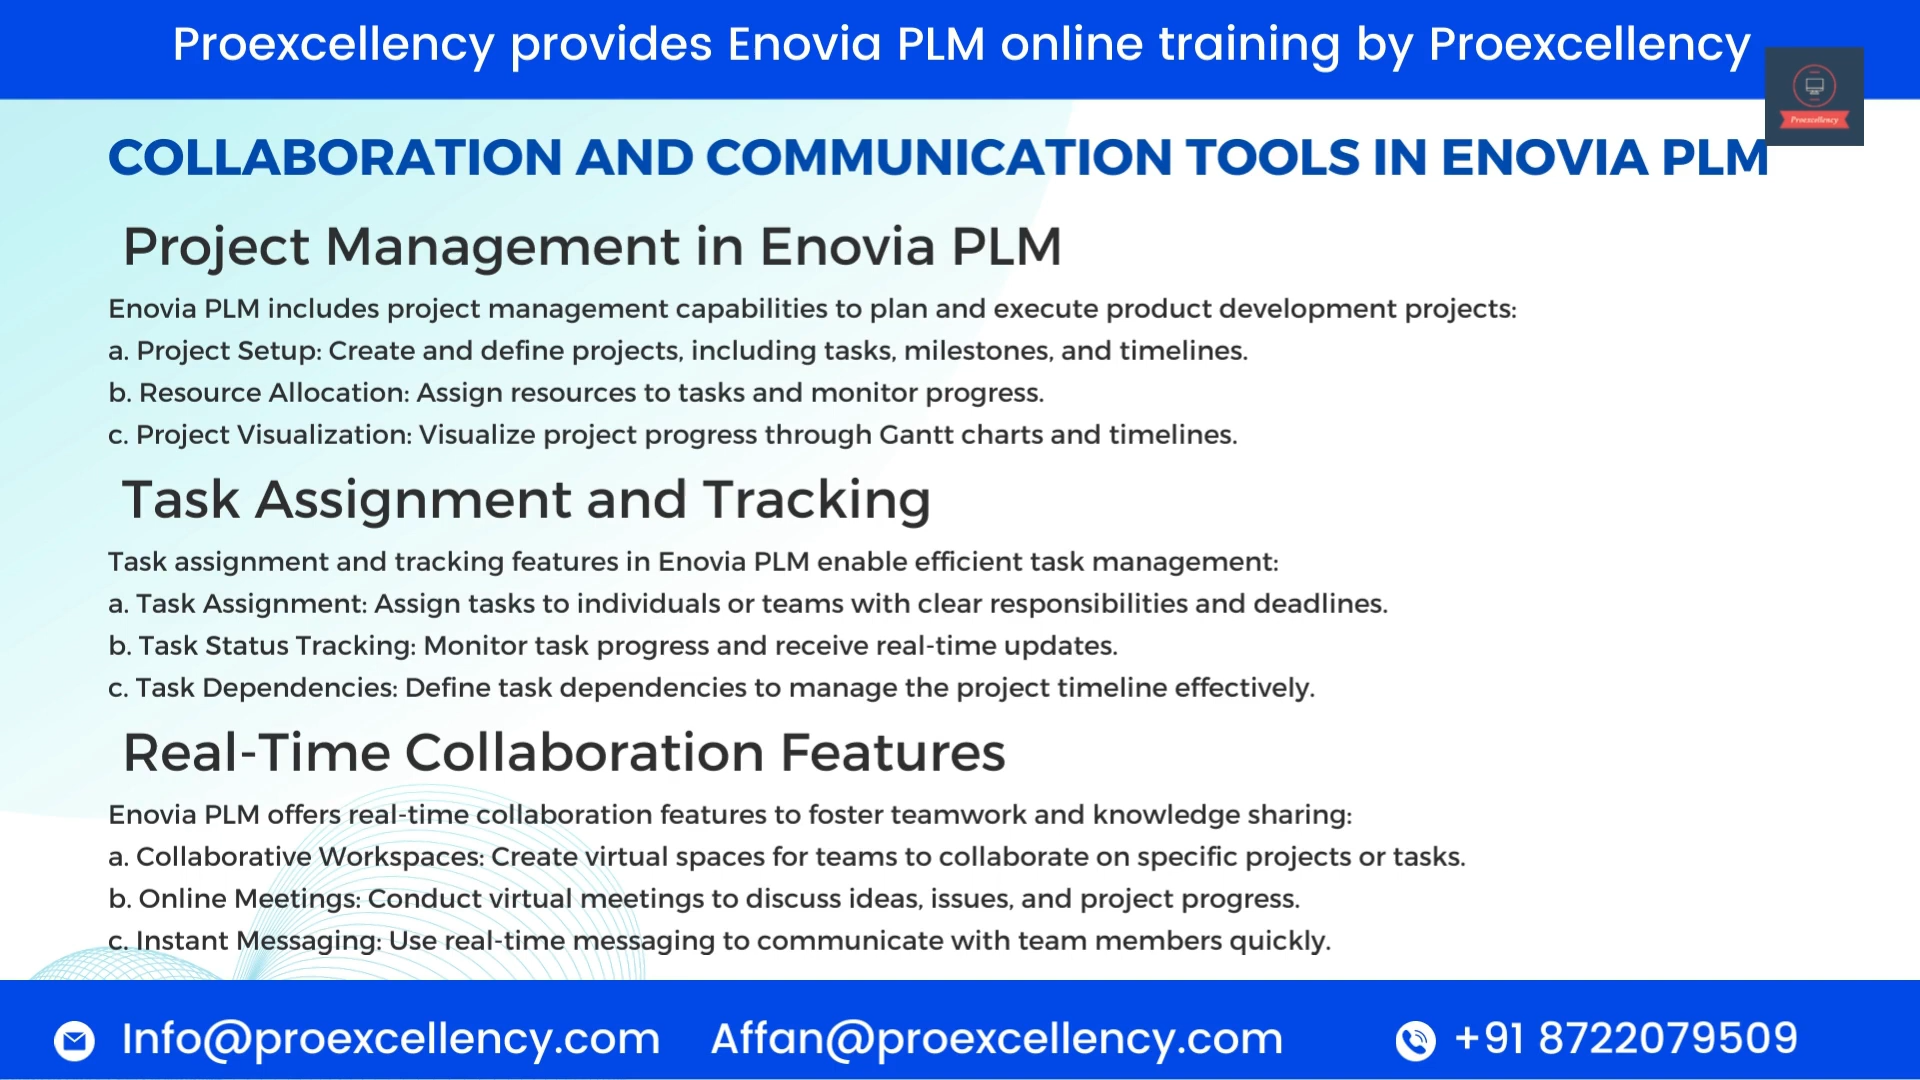 Proexcellency provides Enovia PLM online training by Proexcellency
Proexcellency
COLLABORATION AND COMMUNICATION TOOLS IN ENOVIA PLM
Project Management in Enovia PLM
Enovia PLM includes project management capabilities to plan and execute product development projects:
a. Project Setup: Create and define projects, including tasks, milestones, and timelines.
b. Resource Allocation: Assign resources to tasks and monitor progress.
c. Project Visualization: Visualize project progress through Gantt charts and timelines.
Task Assignment and Tracking
Task assignment and tracking features in Enovia PLM enable efficient task management:
a. Task Assignment: Assign tasks to individuals or teams with clear responsibilities and deadlines.
b. Task Status Tracking: Monitor task progress and receive real-time updates.
c. Task Dependencies: Define task dependencies to manage the project timeline effectively.
Real-Time Collaboration Features
Enovia PLM offers real-time collaboration features to foster teamwork and knowledge sharing:
a. Collaborative Workspaces: Create virtual spaces for teams to collaborate on specific projects or tasks.
b. Online Meetings: Conduct virtual meetings to discuss ideas, issues, and project progress.
c. Instant Messaging: Use real-time messaging to communicate with team members quickly.
Info@proexcellency.com Affan@proexcellency.com +91 8722079509